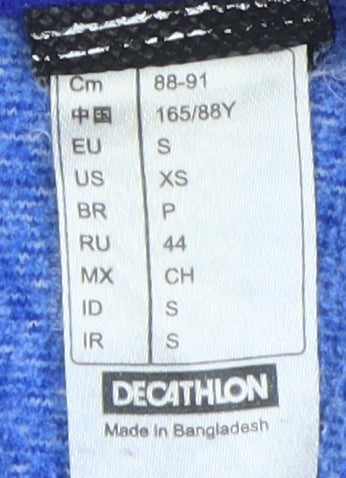 Cm 88-91
中国 165/88Y
EU S
US XS
BR P
RU 44
MX CH
ID S
IR S
DECATHLON
Made in Bangladesh